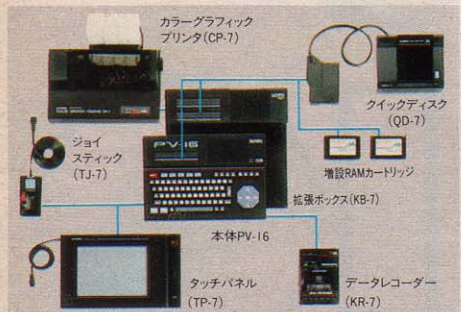 カラーグラフィック
プリンタ(CP-7)
クイックディスク
(QD-7)
ジョイ
スティック
(TJ-7)
増設RAMカートリッジ
PV-16
拡張ボックス(KB-7)
本体PV-16
タッチパネル
(TP-7)
データレコーダー
(KR-7)